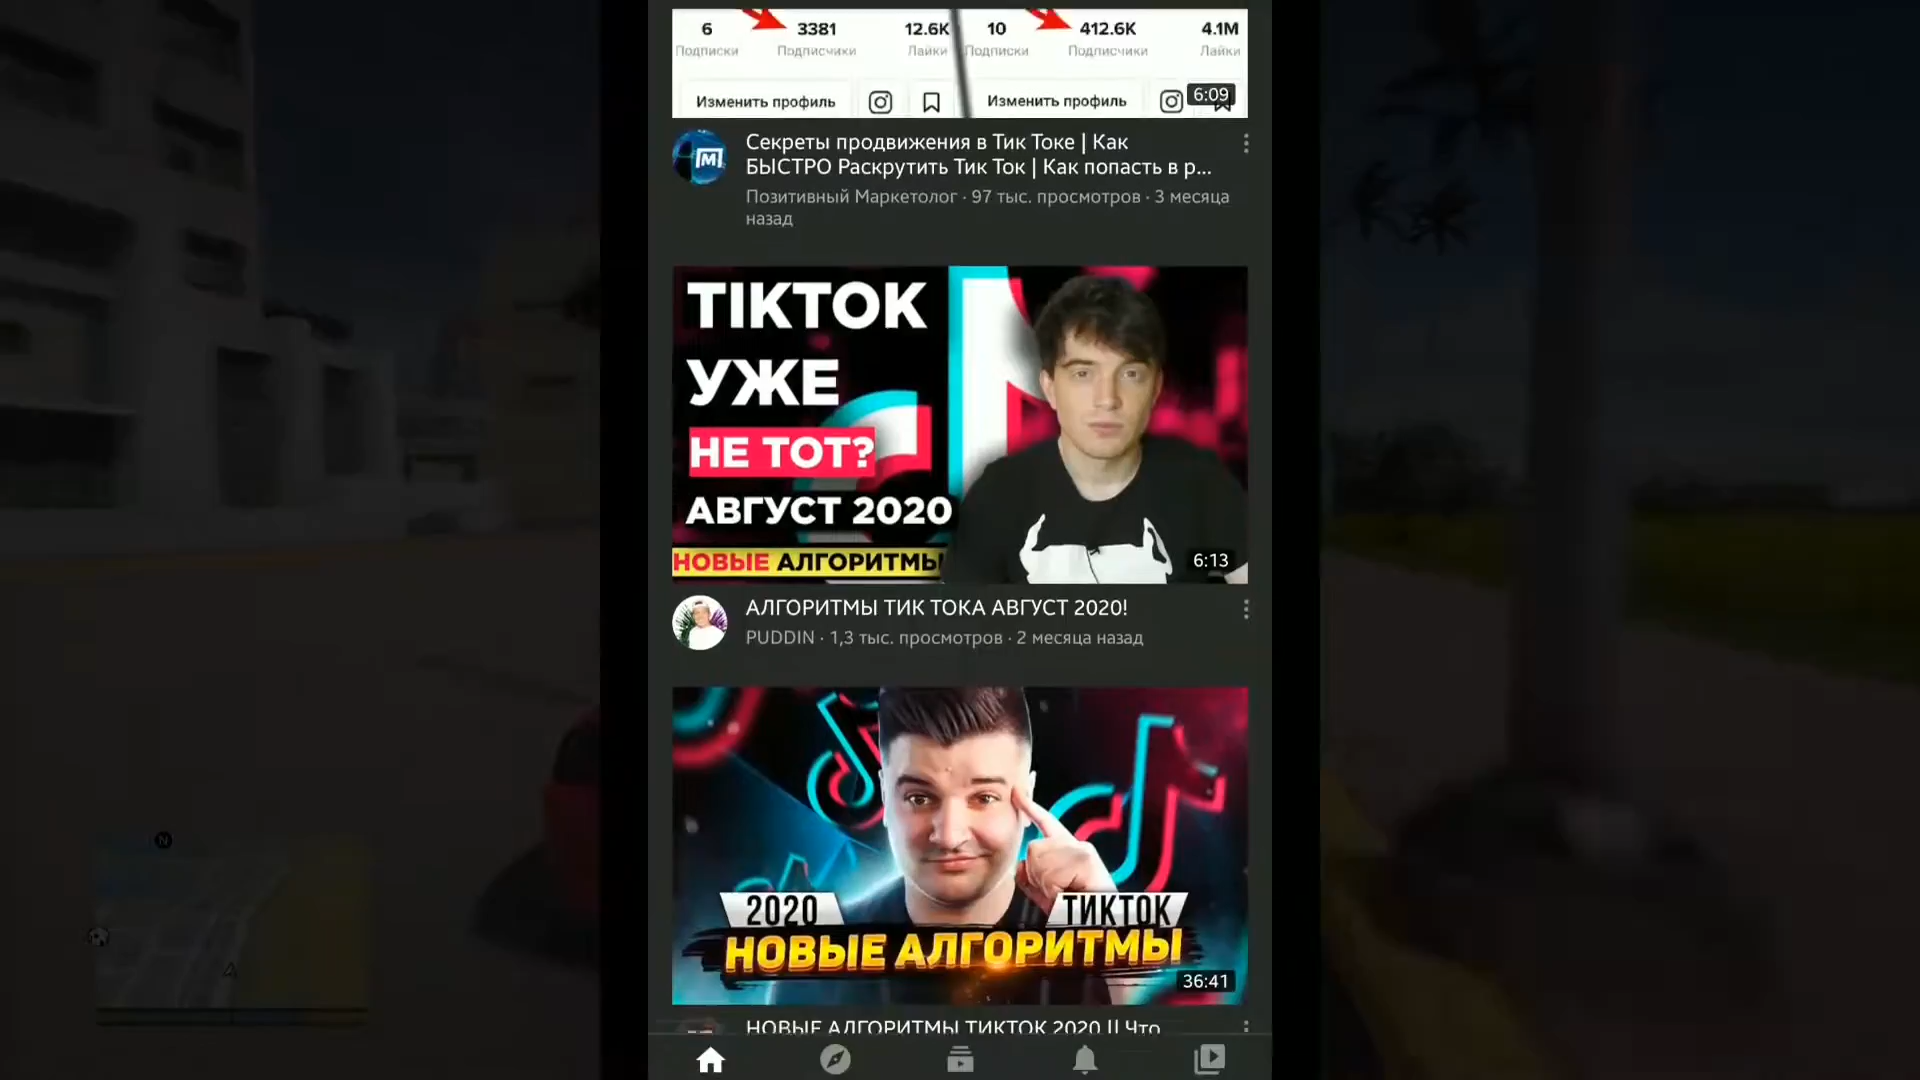 6 3381 12.6K 10 412.6K 4.1M
Подписки Подписчики Лайки Подписки Подписчики Лайки
Изменить профиль Изменить профиль 6:09
M
Секреты продвижения в Тик Токе | Как
БЫСТРО Раскрутить Тик Ток | Как попасть в р...
Позитивный Маркетолог · 97 тыс. просмотров · 3 месяца
назад
TIKTOK
УЖЕ
НЕ ТОТ?
АВГУСТ 2020
НОВЫЕ АЛГОРИТМЫ
6:13
АЛГОРИТМЫ ТИК ТОКА АВГУСТ 2020!
PUDDIN · 1,3 тыс. просмотров · 2 месяца назад
2020 ТИКТОК
НОВЫЕ АЛГОРИТМЫ
36:41
НОВЫЕ АЛГОРИТМЫ ТИКТОК 2020 || Что
N